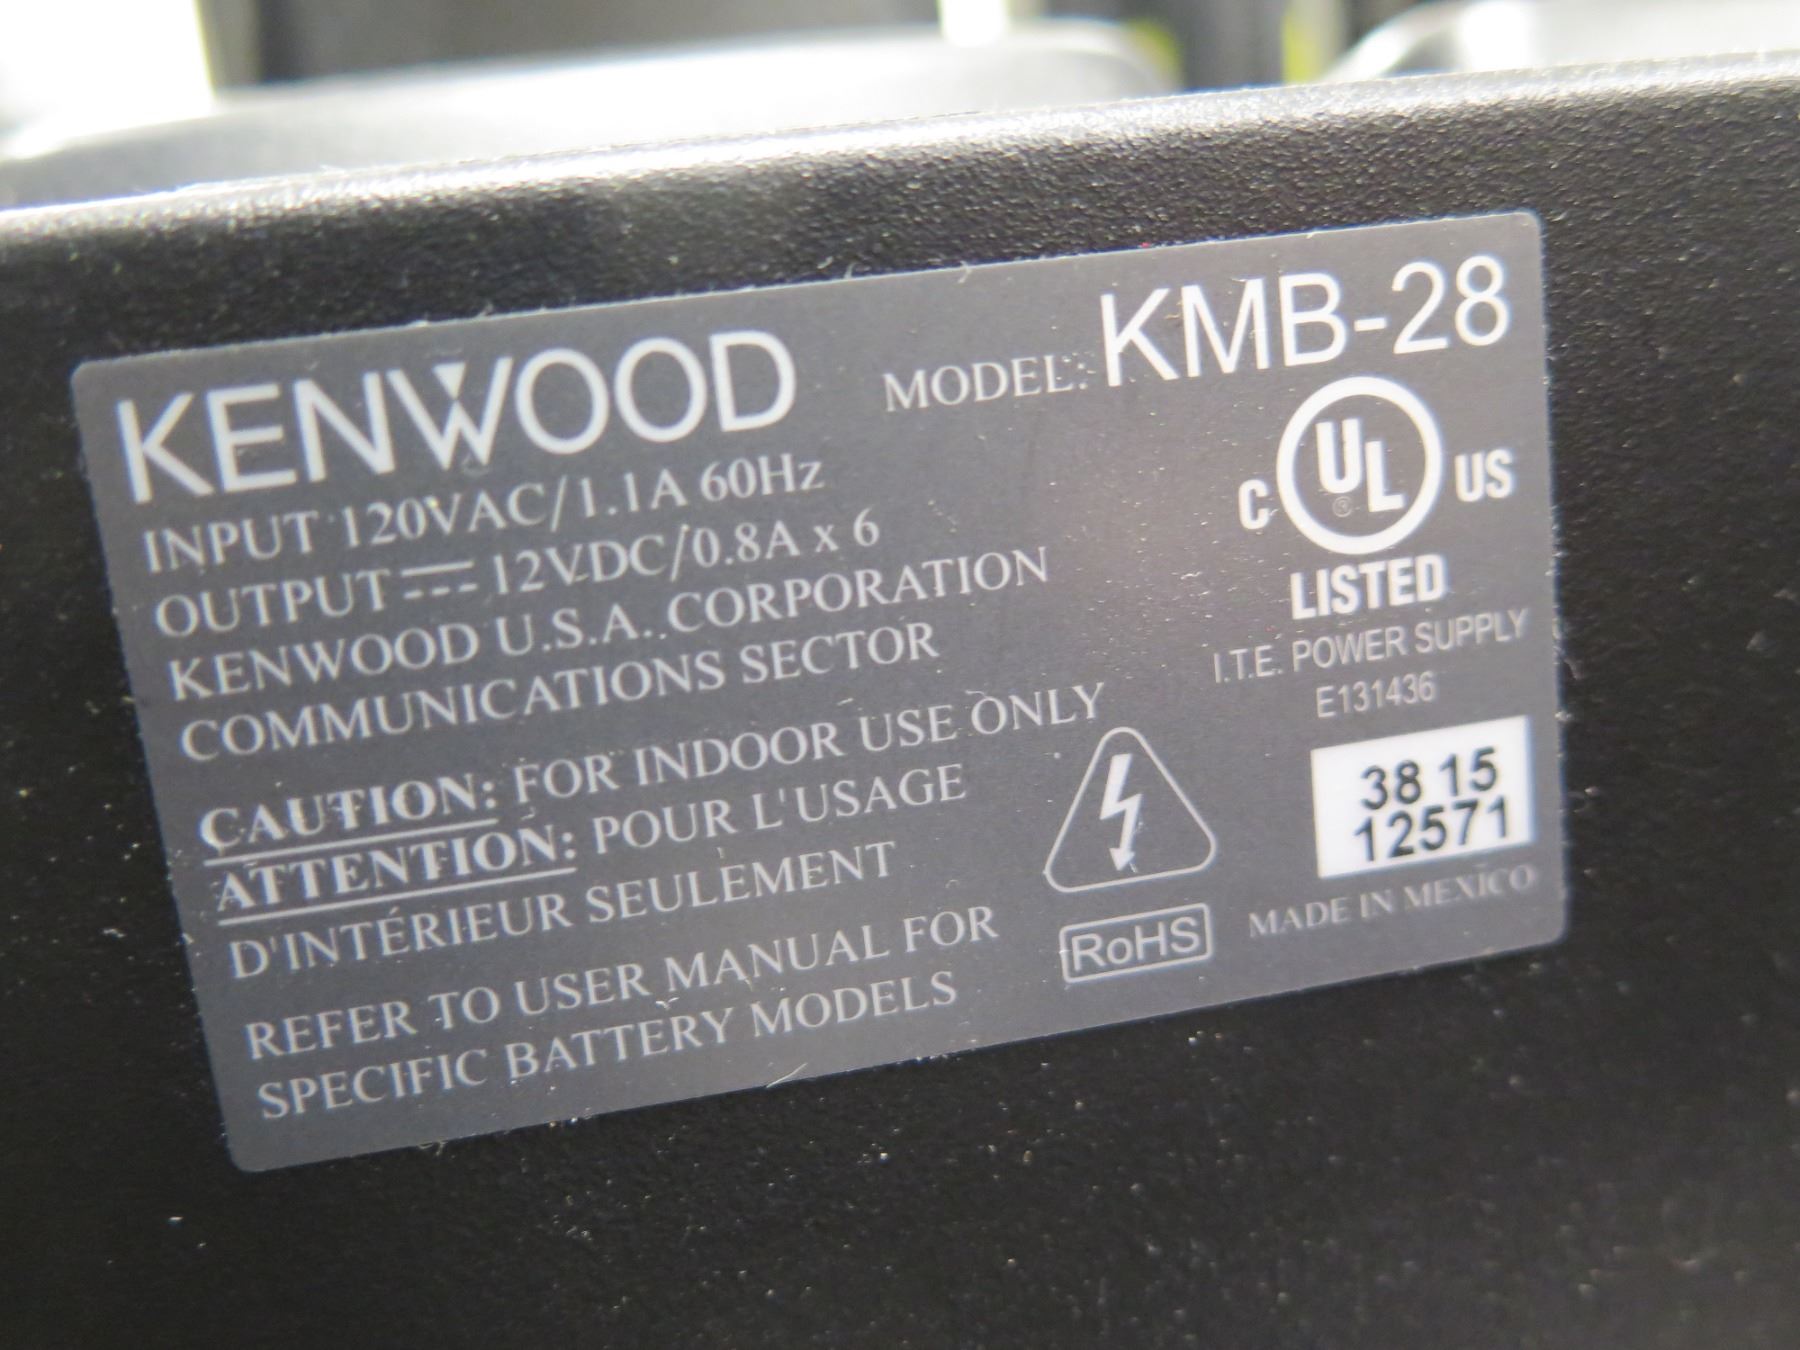 KENWOOD
MODEL: KMB-28
INPUT 120VAC/1.1A 60Hz
OUTPUT 12VDC/0.8A x 6
KENWOOD U.S.A. CORPORATION
COMMUNICATIONS SECTOR
CAUTION: FOR INDOOR USE ONLY
ATTENTION: POUR L'USAGE
D'INTÉRIEUR SEULEMENT
REFER TO USER MANUAL FOR
SPECIFIC BATTERY MODELS
C UL ® US
LISTED
I.T.E. POWER SUPPLY
E131436
38 15
12571
MADE IN MEXICO
RoHS